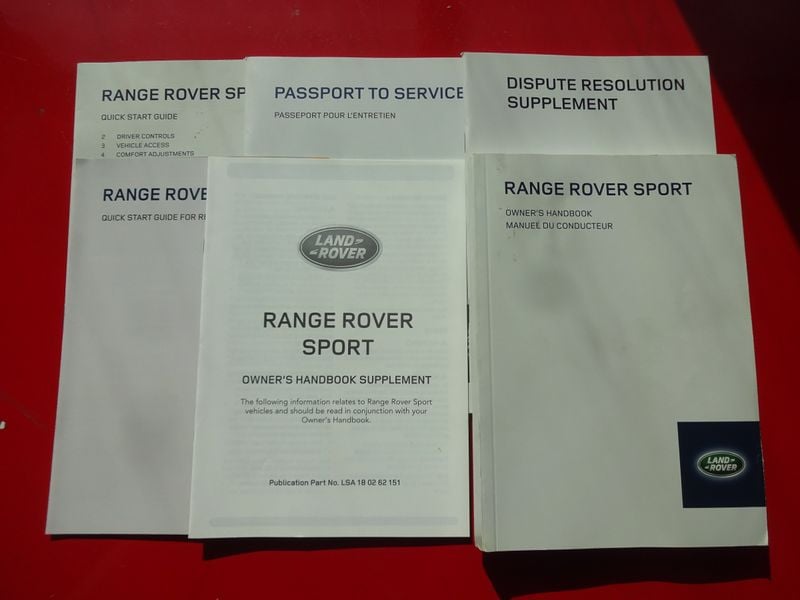 RANGE ROVER SP
QUICK START GUIDE
2 DRIVER CONTROLS
3 VEHICLE ACCESS
4 COMFORT ADJUSTMENTS
PASSPORT TO SERVICE
PASSEPORT POUR L'ENTRETIEN
DISPUTE RESOLUTION
SUPPLEMENT
RANGE ROVE
QUICK START GUIDE FOR RE
LAND
ROVER
RANGE ROVER
SPORT
OWNER'S HANDBOOK SUPPLEMENT
The following information relates to Range Rover Sport
vehicles and should be read in conjunction with your
Owner's Handbook.
Publication Part No. LSA 18 02 62 151
RANGE ROVER SPORT
OWNER'S HANDBOOK
MANUEL DU CONDUCTEUR
LAND
ROVER